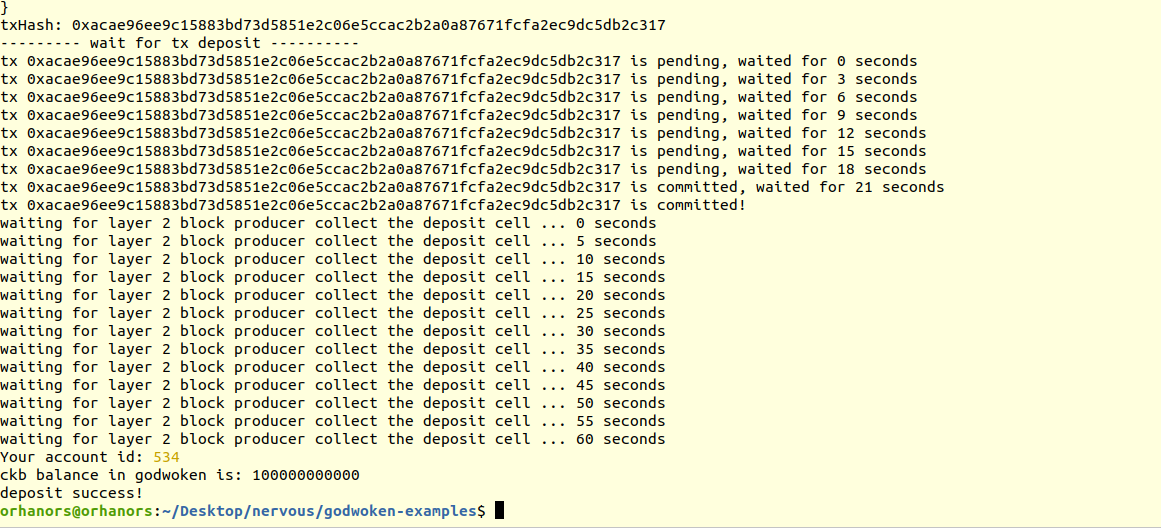 }
txHash: 0xacae96ee9c15883bd73d5851e2c06e5ccac2b2a0a87671fcfa2ec9dc5db2c317
--------- wait for tx deposit ----------
tx 0xacae96ee9c15883bd73d5851e2c06e5ccac2b2a0a87671fcfa2ec9dc5db2c317 is pending, waited for 0 seconds
tx 0xacae96ee9c15883bd73d5851e2c06e5ccac2b2a0a87671fcfa2ec9dc5db2c317 is pending, waited for 3 seconds
tx 0xacae96ee9c15883bd73d5851e2c06e5ccac2b2a0a87671fcfa2ec9dc5db2c317 is pending, waited for 6 seconds
tx 0xacae96ee9c15883bd73d5851e2c06e5ccac2b2a0a87671fcfa2ec9dc5db2c317 is pending, waited for 9 seconds
tx 0xacae96ee9c15883bd73d5851e2c06e5ccac2b2a0a87671fcfa2ec9dc5db2c317 is pending, waited for 12 seconds
tx 0xacae96ee9c15883bd73d5851e2c06e5ccac2b2a0a87671fcfa2ec9dc5db2c317 is pending, waited for 15 seconds
tx 0xacae96ee9c15883bd73d5851e2c06e5ccac2b2a0a87671fcfa2ec9dc5db2c317 is pending, waited for 18 seconds
tx 0xacae96ee9c15883bd73d5851e2c06e5ccac2b2a0a87671fcfa2ec9dc5db2c317 is committed, waited for 21 seconds
tx 0xacae96ee9c15883bd73d5851e2c06e5ccac2b2a0a87671fcfa2ec9dc5db2c317 is committed!
waiting for layer 2 block producer collect the deposit cell ... 0 seconds
waiting for layer 2 block producer collect the deposit cell ... 5 seconds
waiting for layer 2 block producer collect the deposit cell ... 10 seconds
waiting for layer 2 block producer collect the deposit cell ... 15 seconds
waiting for layer 2 block producer collect the deposit cell ... 20 seconds
waiting for layer 2 block producer collect the deposit cell ... 25 seconds
waiting for layer 2 block producer collect the deposit cell ... 30 seconds
waiting for layer 2 block producer collect the deposit cell ... 35 seconds
waiting for layer 2 block producer collect the deposit cell ... 40 seconds
waiting for layer 2 block producer collect the deposit cell ... 45 seconds
waiting for layer 2 block producer collect the deposit cell ... 50 seconds
waiting for layer 2 block producer collect the deposit cell ... 55 seconds
waiting for layer 2 block producer collect the deposit cell ... 60 seconds
Your account id: 534
ckb balance in godwoken is: 100000000000
deposit success!
orhanors@orhanors:~/Desktop/nervous/godwoken-examples$